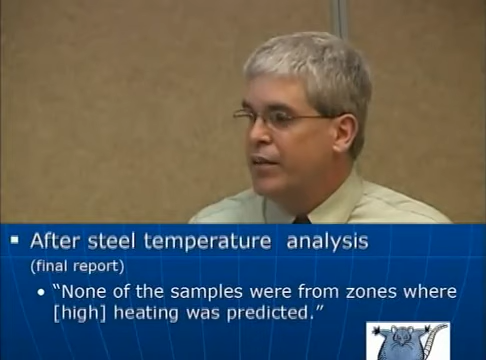 After steel temperature analysis
(final report)
"None of the samples were from zones where
[high] heating was predicted."